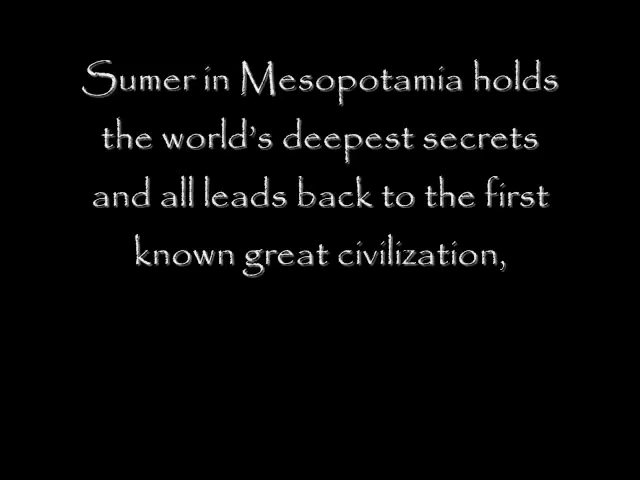 Sumer in Mesopotamia holds
the world's deepest secrets
and all leads back to the first
known great civilization,